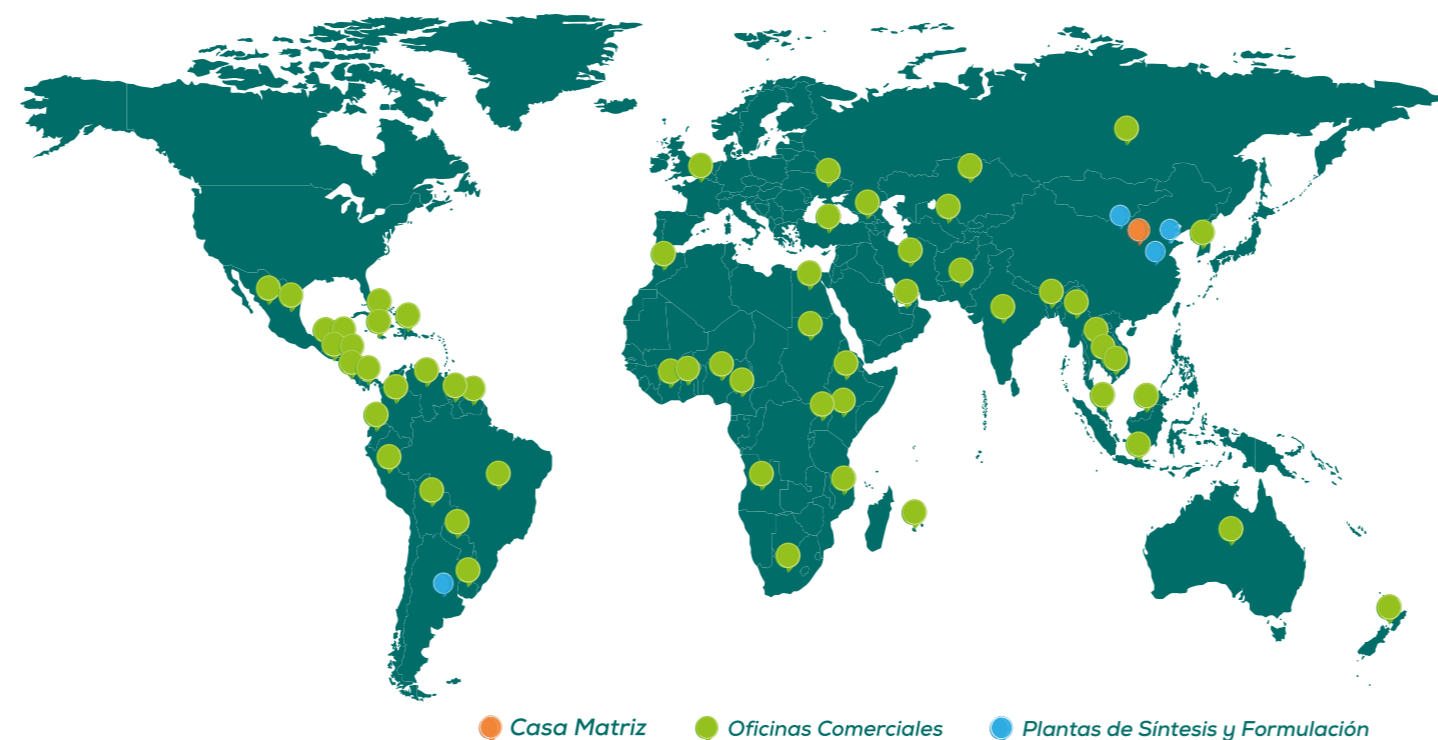 Casa Matriz
Oficinas Comerciales
Plantas de Síntesis y Formulación